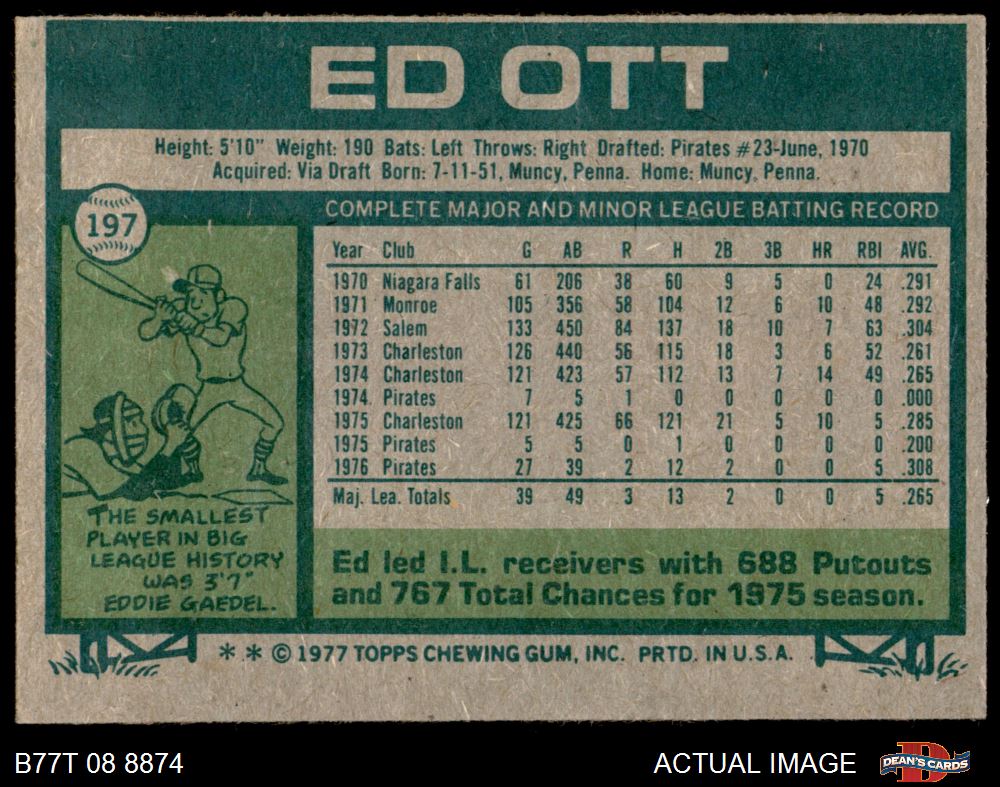 ED OTT
Height: 5'10" Weight: 190 Bats: Left Throws: Right Drafted: Pirates #23-June, 1970
Acquired: Via Draft Born: 7-11-51, Muncy, Penna. Home: Muncy, Penna.
197
COMPLETE MAJOR AND MINOR LEAGUE BATTING RECORD
Year Club G AB R H 2B 3B HR RBI AVG.
1970 Niagara Falls 61 206 38 60 9 5 0 24 .291
1971 Monroe 105 356 58 104 12 6 10 48 .292
1972 Salem 133 450 84 137 18 10 7 63 .304
1973 Charleston 126 440 56 115 18 3 6 52 .261
1974 Charleston 121 423 57 112 13 7 14 49 .265
1974 Pirates 7 5 1 0 0 0 0 0 .000
1975 Charleston 121 425 66 121 21 5 10 5 .285
1975 Pirates 5 5 0 1 0 0 0 0 .200
1976 Pirates 27 39 2 12 2 0 0 5 .308
Maj. Lea. Totals 39 49 3 13 2 0 0 5 .265
THE SMALLEST
PLAYER IN BIG
LEAGUE HISTORY
WAS 3'7"
EDDIE GAEDEL.
Ed led I.L. receivers with 688 Putouts
and 767 Total Chances for 1975 season.
** © 1977 TOPPS CHEWING GUM, INC. PRTD. IN U.S.A.
B77T 08 8874
ACTUAL IMAGE
D
DEAN'S CARDS